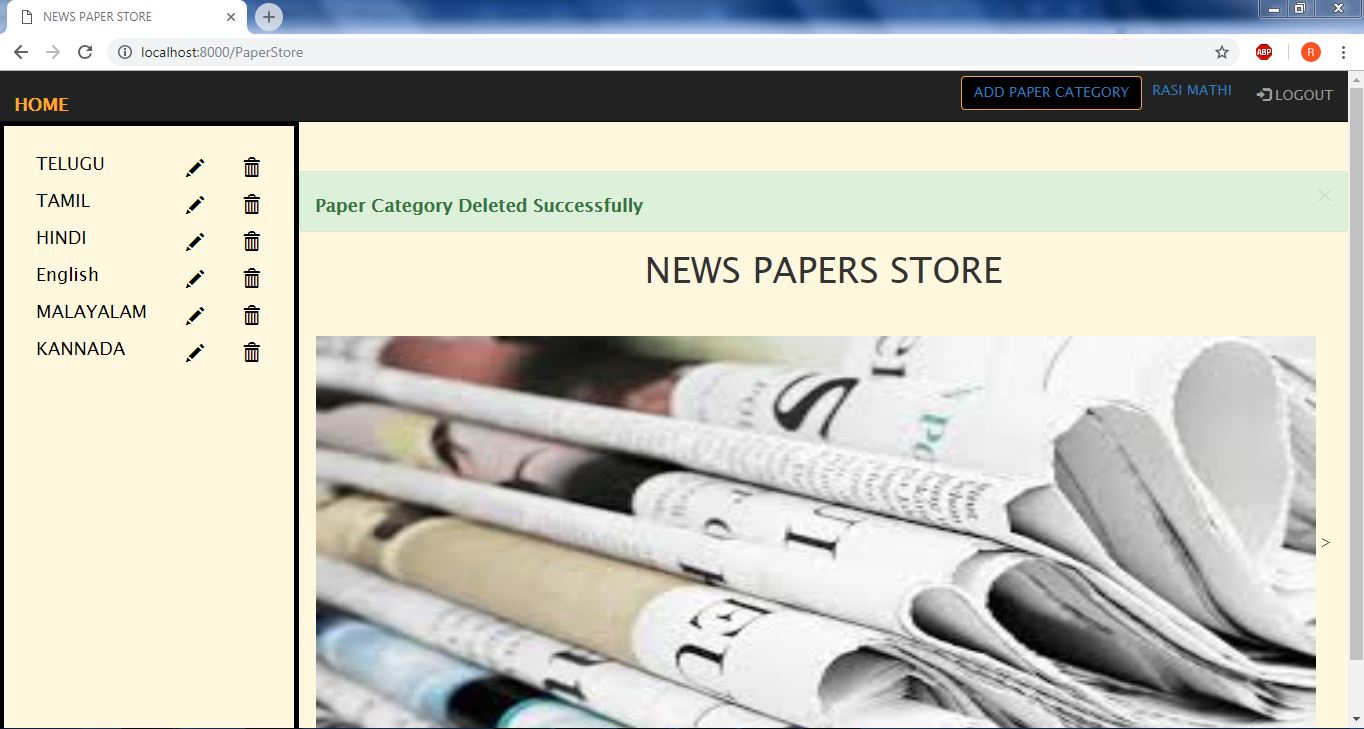 NEWS PAPER STORE
localhost:8000/PaperStore
ABP
R
HOME
ADD PAPER CATEGORY
RASI MATHI
LOGOUT
TELUGU
TAMIL
HINDI
English
MALAYALAM
KANNADA
Paper Category Deleted Successfully
×
NEWS PAPERS STORE
>